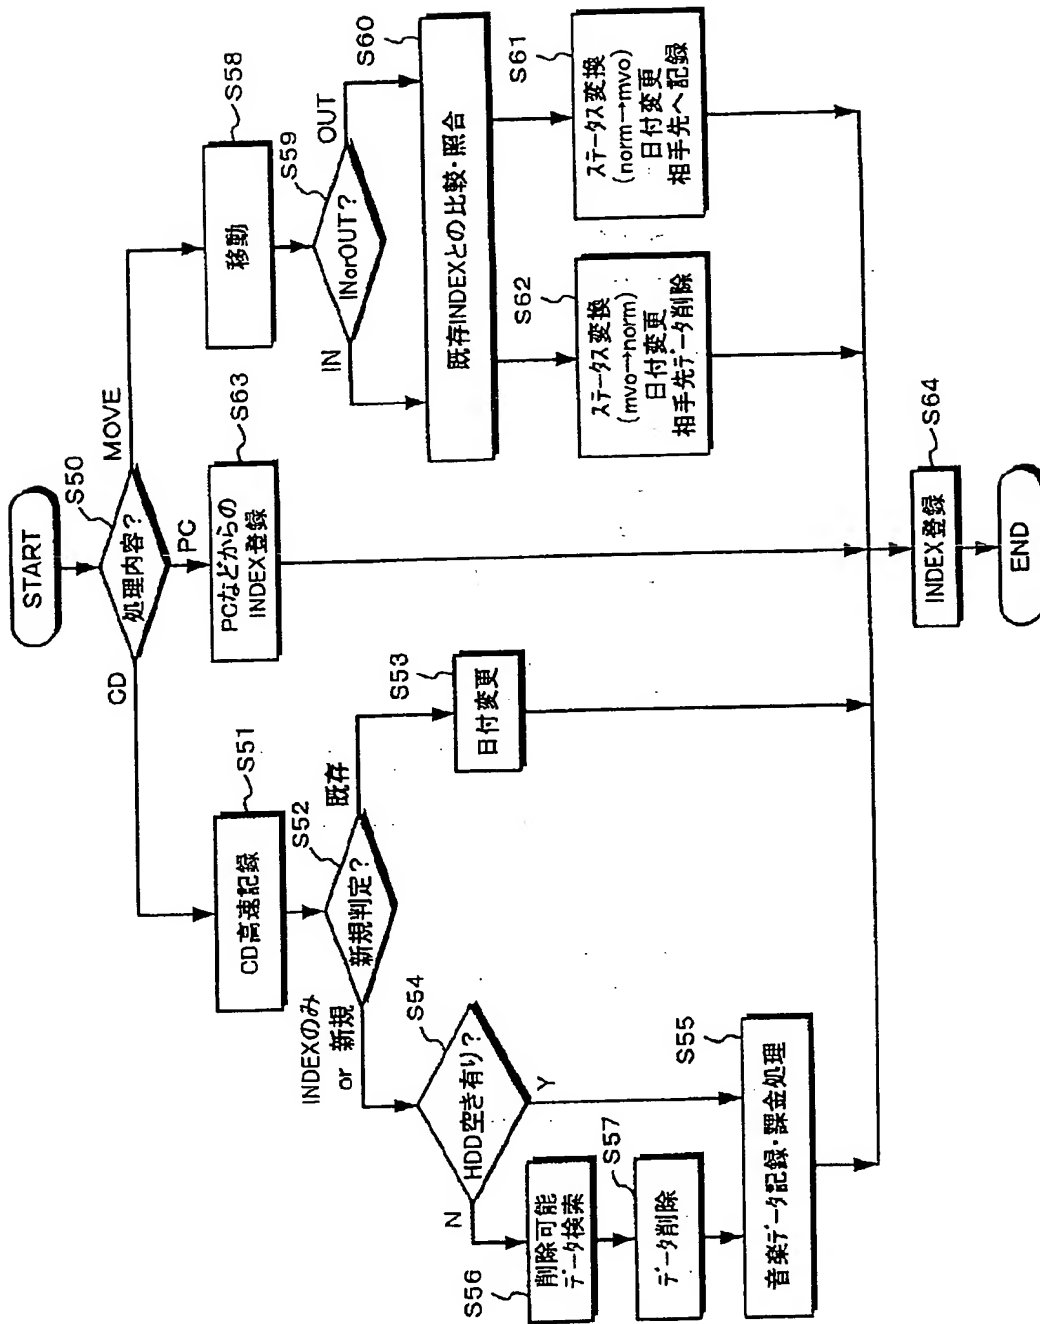 START
処理内容?
S50
CD
PC
MOVE
CD高速記録
S51
新規判定?
S52
INDEXのみ
or 新規
既存
日付変更
S53
HDD空き有り?
S54
N
Y
削除可能
データ検索
S56
データ削除
S57
音楽データ記録・課金処理
S55
PCなどからの
INDEX登録
S63
移動
S58
INorOUT?
S59
IN
OUT
既存INDEXとの比較・照合
S60
ステータス変換
(mvo→norm)
日付変更
相手先データ削除
S62
ステータス変換
(norm→mvo)
日付変更
相手先へ記録
S61
INDEX登録
S64
END